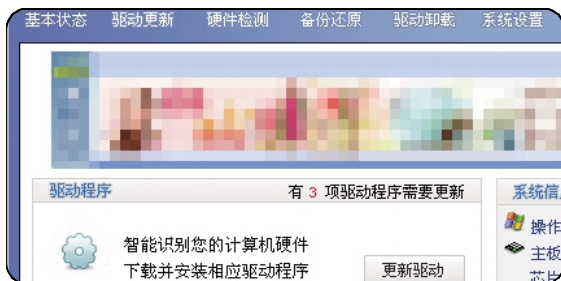 基本状态 驱动更新 硬件检测 备份还原 驱动卸载 系统设置
驱动程序 有 3 项驱动程序需要更新
智能识别您的计算机硬件
下载并安装相应驱动程序
更新驱动
系统信
操作
主板
芯片